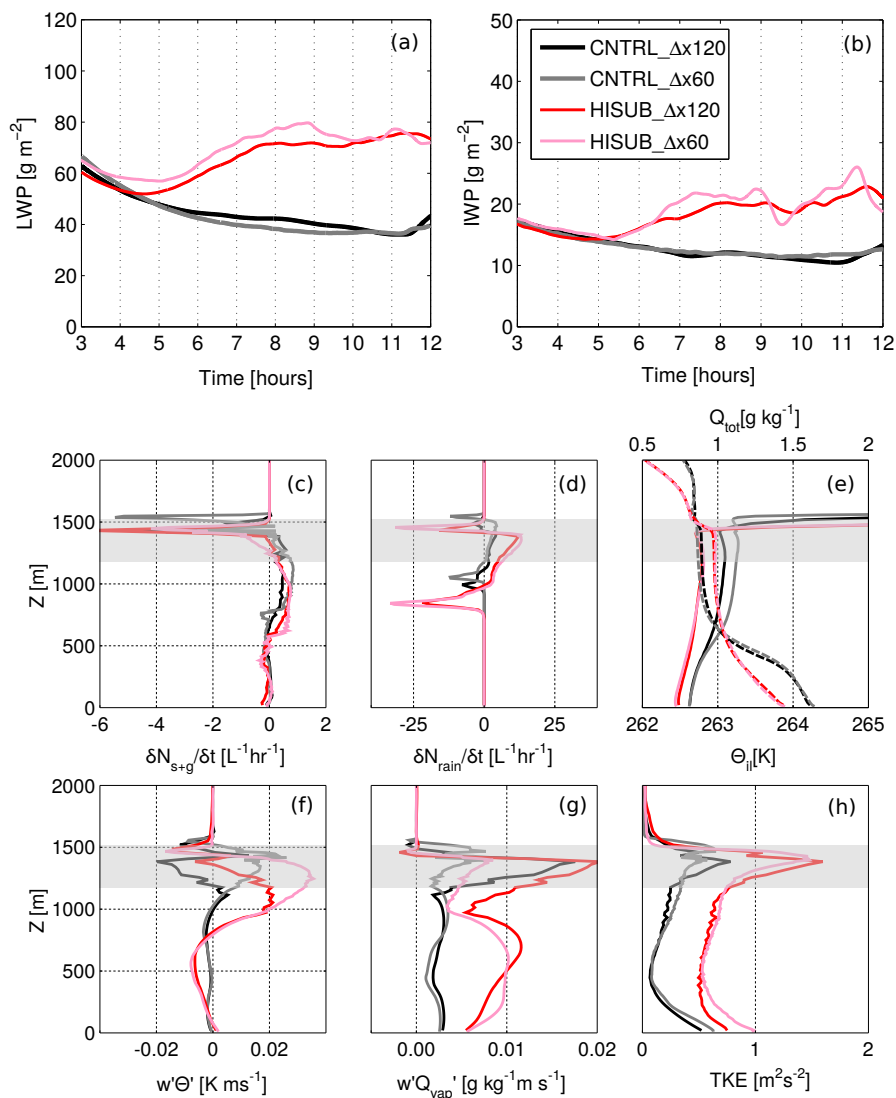 (a)
LWP [g m-2]
120
100
80
60
40
20
0
3 4 5 6 7 8 9 10 11 12
Time [hours]
(b)
CNTRL_Δx120
CNTRL_Δx60
HISUB_Δx120
HISUB_Δx60
IWP [g m-2]
50
40
30
20
10
0
3 4 5 6 7 8 9 10 11 12
Time [hours]
(c)
Z [m]
2000
1500
1000
500
0
-6 -4 -2 0 2
δNs+g/δt [L-1hr-1]
(d)
-25 0 25
δNrain/δt [L-1hr-1]
Qtot[g kg-1]
0.5 1 1.5 2
(e)
262 263 264 265
Θil[K]
(f)
Z [m]
2000
1500
1000
500
0
-0.02 0 0.02
w'Θ' [K ms-1]
(g)
0.00 0.01 0.02
w'Qvap' [g kg-1m s-1]
(h)
0 1 2
TKE [m2s-2]